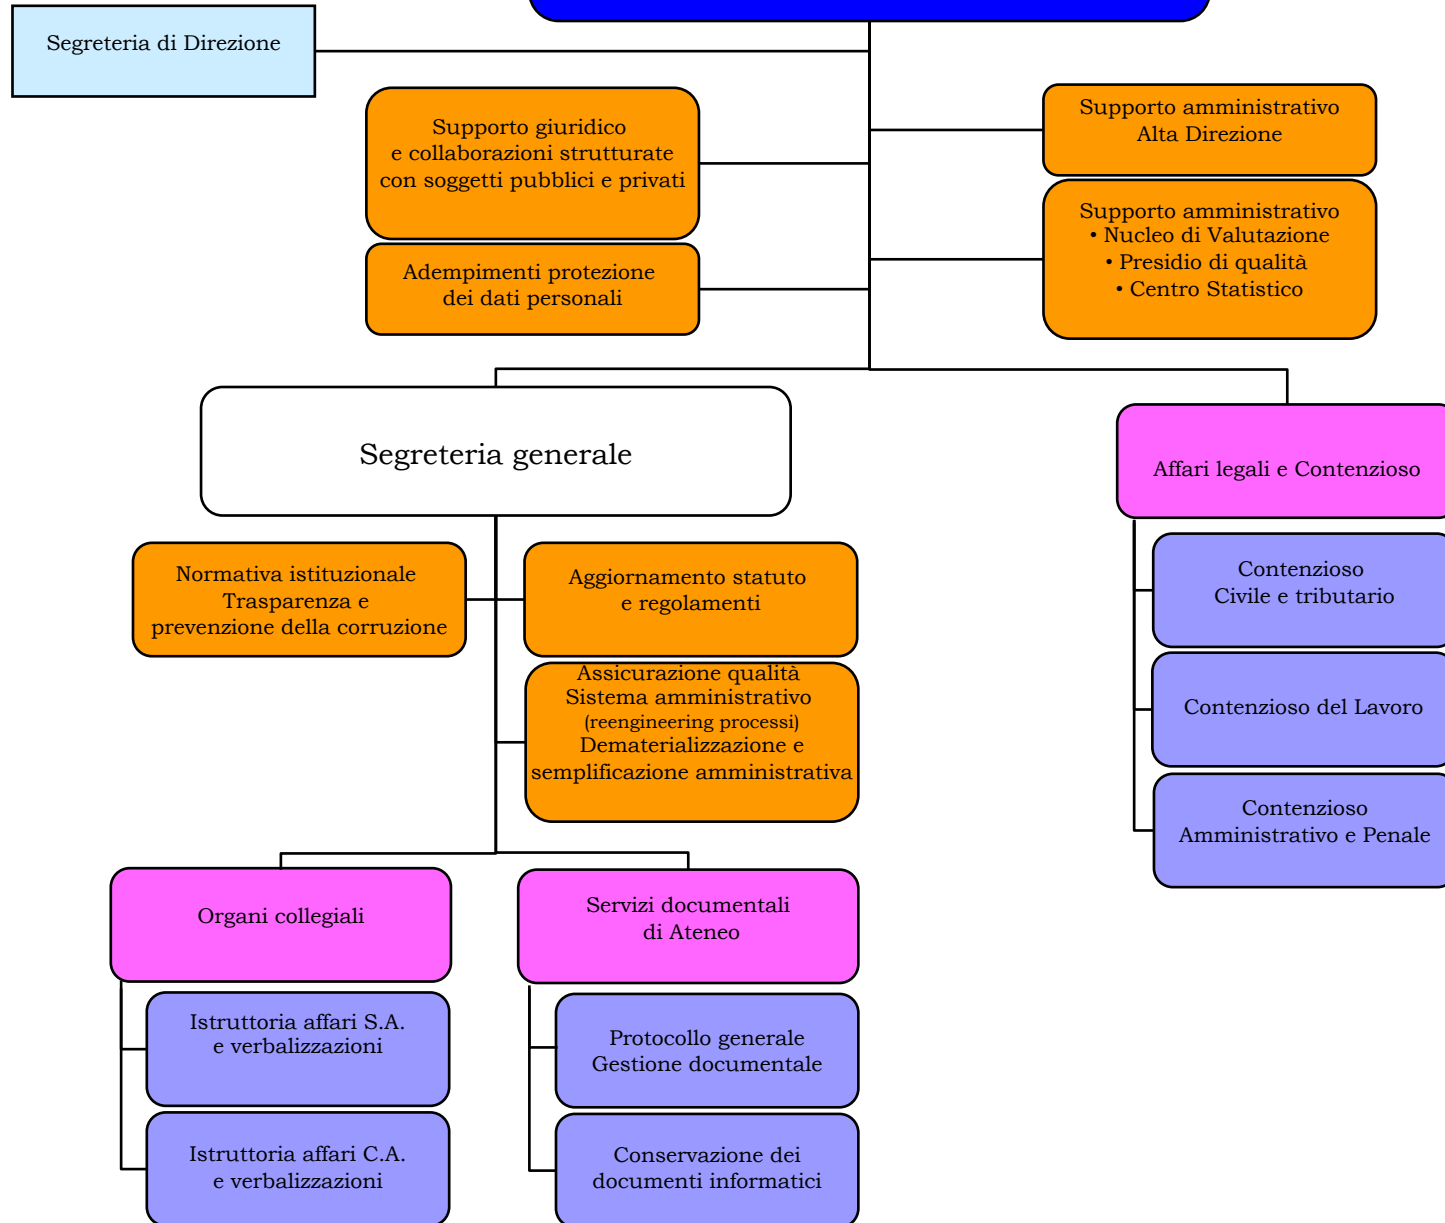 Segreteria di Direzione
Supporto giuridico
e collaborazioni strutturate
con soggetti pubblici e privati
Supporto amministrativo
Alta Direzione
Supporto amministrativo
• Nucleo di Valutazione
• Presidio di qualità
• Centro Statistico
Adempimenti protezione
dei dati personali
Segreteria generale
Affari legali e Contenzioso
Normativa istituzionale
Trasparenza e
prevenzione della corruzione
Aggiornamento statuto
e regolamenti
Assicurazione qualità
Sistema amministrativo
(reengineering processi)
Dematerializzazione e
semplificazione amministrativa
Contenzioso
Civile e tributario
Contenzioso del Lavoro
Contenzioso
Amministrativo e Penale
Organi collegiali
Servizi documentali
di Ateneo
Istruttoria affari S.A.
e verbalizzazioni
Protocollo generale
Gestione documentale
Istruttoria affari C.A.
e verbalizzazioni
Conservazione dei
documenti informatici